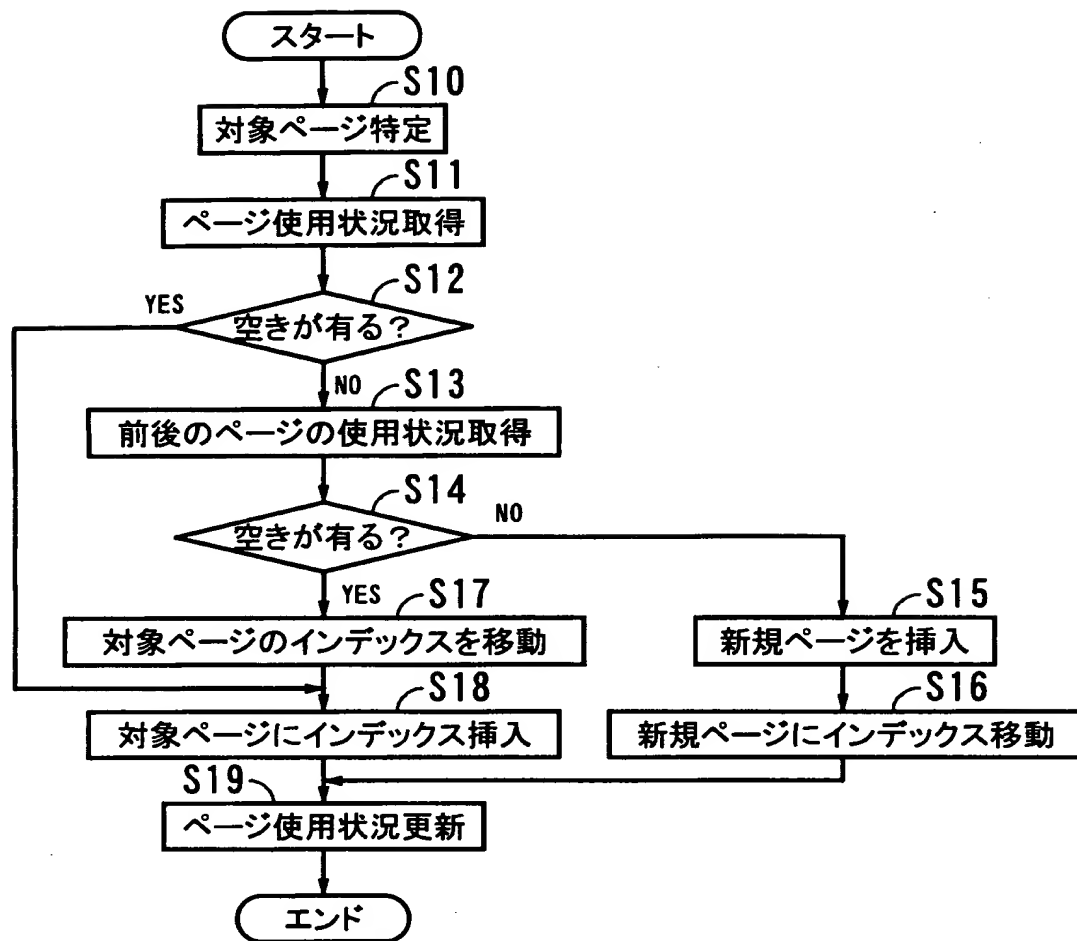 スタート
S10
対象ページ特定
S11
ページ使用状況取得
S12
YES
空きが有る？
NO
S13
前後のページの使用状況取得
S14
NO
空きが有る？
YES
S17
S15
対象ページのインデックスを移動
新規ページを挿入
S18
S16
対象ページにインデックス挿入
新規ページにインデックス移動
S19
ページ使用状況更新
エンド